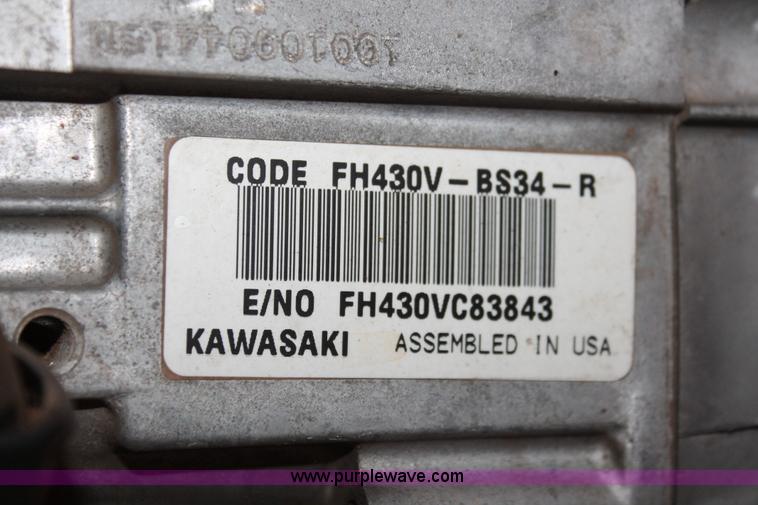 CODE FH430V-BS34-R
E/NO FH430VC83843
KAWASAKI ASSEMBLED IN USA
www.purplewave.com